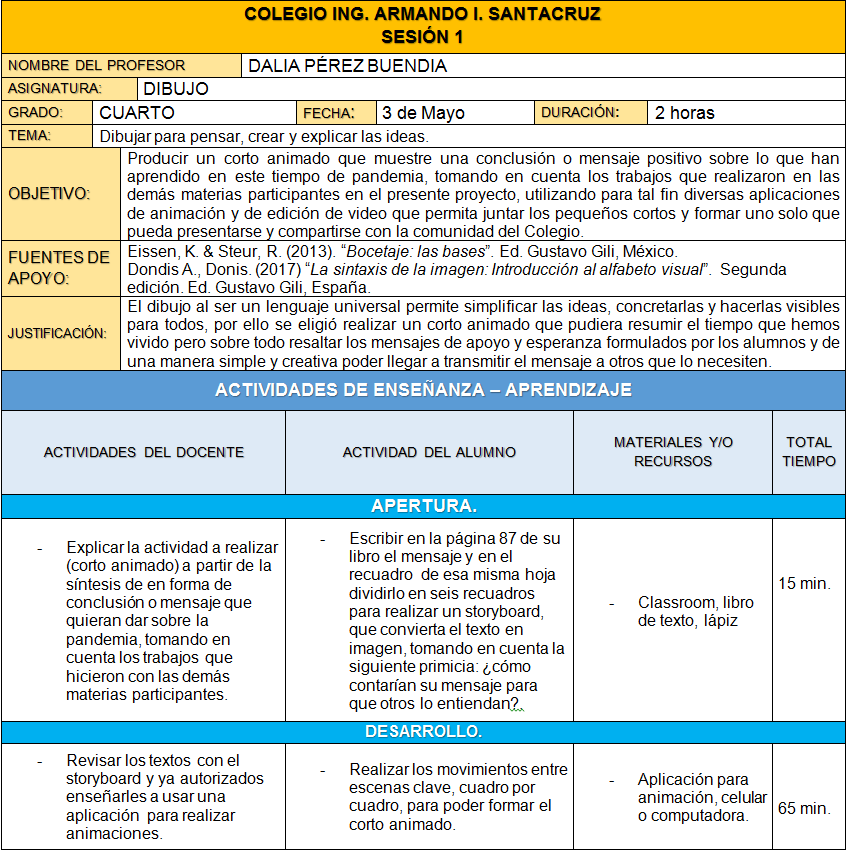 COLEGIO ING. ARMANDO I. SANTACRUZ
SESIÓN 1
NOMBRE DEL PROFESOR DALIA PÉREZ BUENDIA
ASIGNATURA: DIBUJO
GRADO: CUARTO FECHA: 3 de Mayo DURACIÓN: 2 horas
TEMA: Dibujar para pensar, crear y explicar las ideas.
OBJETIVO:
Producir un corto animado que muestre una conclusión o mensaje positivo sobre lo que han
aprendido en este tiempo de pandemia, tomando en cuenta los trabajos que realizaron en las
demás materias participantes en el presente proyecto, utilizando para tal fin diversas aplicaciones
de animación y de edición de video que permita juntar los pequeños cortos y formar uno solo que
pueda presentarse y compartirse con la comunidad del Colegio.
FUENTES DE
APOYO:
Eissen, K. & Steur, R. (2013). “Bocetaje: las bases”. Ed. Gustavo Gili, México.
Dondis A., Donis. (2017) “La sintaxis de la imagen: Introducción al alfabeto visual”. Segunda
edición. Ed. Gustavo Gili, España.
JUSTIFICACIÓN:
El dibujo al ser un lenguaje universal permite simplificar las ideas, concretarlas y hacerlas visibles
para todos, por ello se eligió realizar un corto animado que pudiera resumir el tiempo que hemos
vivido pero sobre todo resaltar los mensajes de apoyo y esperanza formulados por los alumnos y de
una manera simple y creativa poder llegar a transmitir el mensaje a otros que lo necesiten.
ACTIVIDADES DE ENSEÑANZA – APRENDIZAJE
ACTIVIDADES DEL DOCENTE
ACTIVIDAD DEL ALUMNO
MATERIALES Y/O
RECURSOS
TOTAL
TIEMPO
APERTURA.
- Explicar la actividad a realizar
(corto animado) a partir de la
síntesis de en forma de
conclusión o mensaje que
quieran dar sobre la
pandemia, tomando en
cuenta los trabajos que
hicieron con las demás
materias participantes.
- Escribir en la página 87 de su
libro el mensaje y en el
recuadro de esa misma hoja
dividirlo en seis recuadros
para realizar un storyboard,
que convierta el texto en
imagen, tomando en cuenta la
siguiente primicia: ¿cómo
contarían su mensaje para
que otros lo entiendan?.
- Classroom, libro
de texto, lápiz
15 min.
DESARROLLO.
- Revisar los textos con el
storyboard y ya autorizados
enseñarles a usar una
aplicación para realizar
animaciones.
- Realizar los movimientos entre
escenas clave, cuadro por
cuadro, para poder formar el
corto animado.
- Aplicación para
animación, celular
o computadora.
65 min.